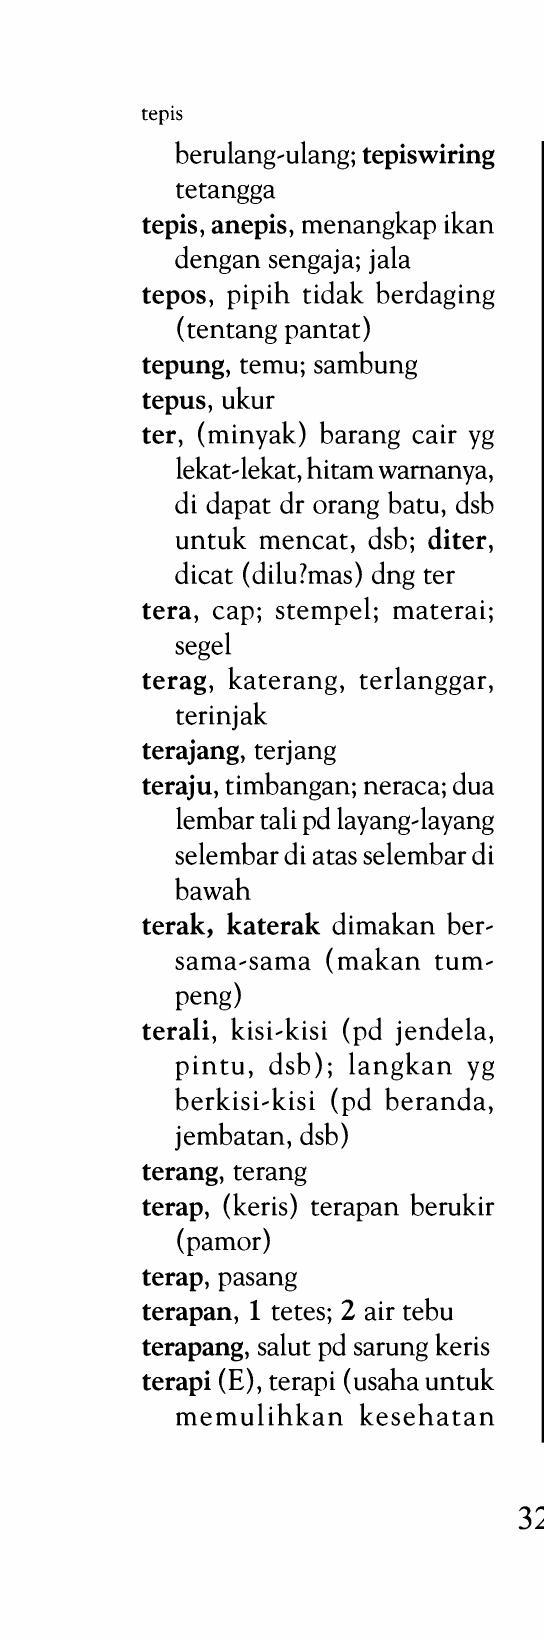 tepis
berulang-ulang; tepiswiring
tetangga
tepis, anepis, menangkap ikan
dengan sengaja; jala
tepos, pipih tidak berdaging
(tentang pantat)
tepung, temu; sambung
tepus, ukur
ter, (minyak) barang cair yg
lekat-lekat, hitam warnanya,
di dapat dr orang batu, dsb
untuk mencat, dsb; diter,
dicat (dilu?mas) dng ter
tera, cap; stempel; materai;
segel
terag, katerang, terlanggar,
terinjak
terajang, terjang
teraju, timbangan; neraca; dua
lembar tali pd layang-layang
selembar di atas selembar di
bawah
terak, katerak dimakan ber-
sama-sama (makan tum-
peng)
terali, kisi-kisi (pd jendela,
pintu, dsb); langkan yg
berkisi-kisi (pd beranda,
jembatan, dsb)
terang, terang
terap, (keris) terapan berukir
(pamor)
terap, pasang
terapan, 1 tetes; 2 air tebu
terapang, salut pd sarung keris
terapi (E), terapi (usaha untuk
memulihkan kesehatan